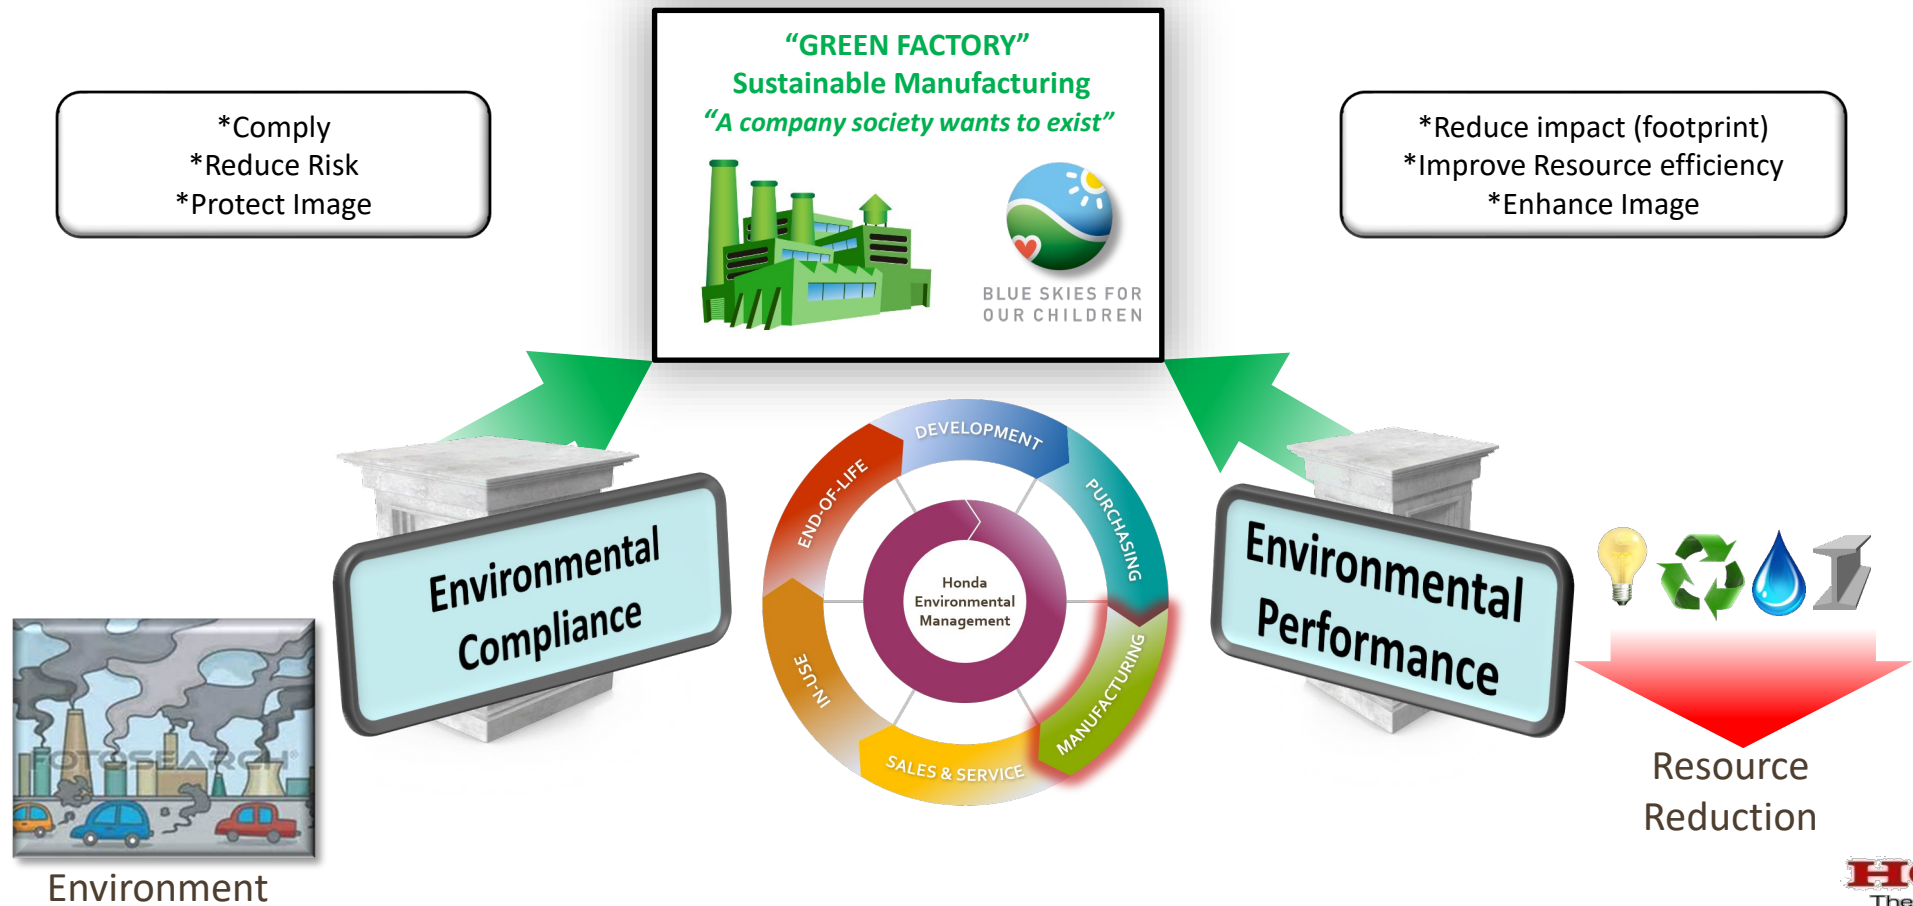 “GREEN FACTORY”
Sustainable Manufacturing
“A company society wants to exist”
BLUE SKIES FOR
OUR CHILDREN
*Comply
*Reduce Risk
*Protect Image
*Reduce impact (footprint)
*Improve Resource efficiency
*Enhance Image
Environmental
Compliance
DEVELOPMENT
PURCHASING
MANUFACTURING
SALES & SERVICE
IN-USE
END-OF-LIFE
Honda
Environmental
Management
Environmental
Performance
FOTOSEARCH®
Environment
Resource
Reduction
The